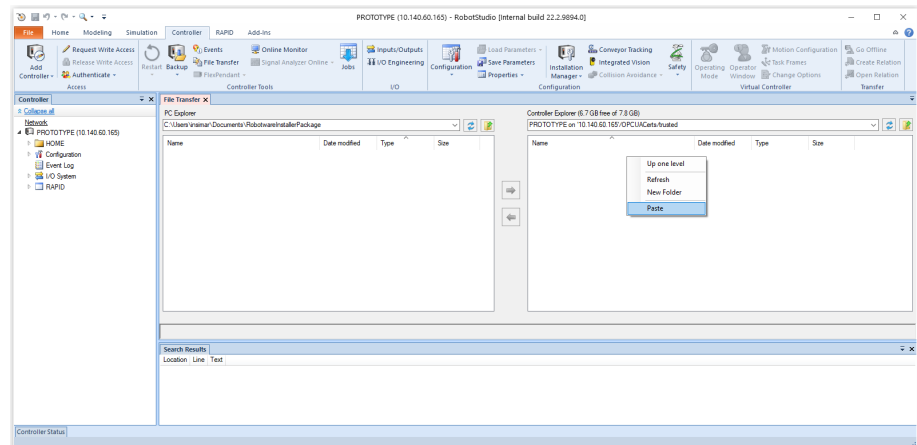 PROTOTYPE (10.140.60.165) - RobotStudio [Internal build 22.2.9894.0]
File Home Modeling Simulation Controller RAPID Add-Ins
Add Controller
Request Write Access
Release Write Access
Authenticate
Access
Restart Backup
Events
File Transfer
FlexPendant
Online Monitor
Signal Analyzer Online
Jobs
Controller Tools
Inputs/Outputs
I/O Engineering
I/O
Configuration
Load Parameters
Save Parameters
Properties
Installation Manager
Conveyor Tracking
Integrated Vision
Collision Avoidance
Safety
Configuration
Operating Mode
Operator Window
Motion Configuration
Task Frames
Change Options
Virtual Controller
Go Offline
Create Relation
Open Relation
Transfer
Controller
Collapse all
Network
PROTOTYPE (10.140.60.165)
HOME
Configuration
Event Log
I/O System
RAPID
File Transfer X
PC Explorer
C:\Users\insimar\Documents\RobotwareInstallerPackage
Name Date modified Type Size
Controller Explorer (6.7 GB free of 7.8 GB)
PROTOTYPE on '10.140.60.165'/OPCUACerts/trusted
Name Date modified Type Size
Up one level
Refresh
New Folder
Paste
Search Results
Location Line Text
Controller Status